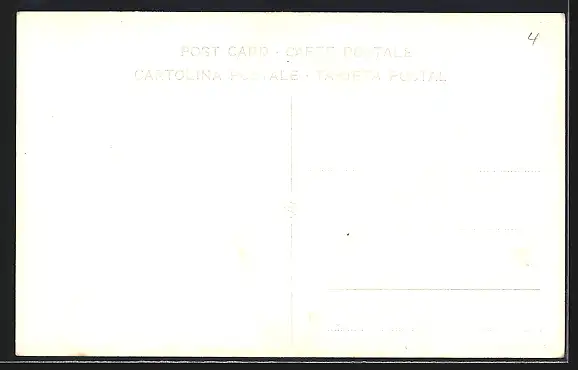 4
POST CARD · CARTE POSTALE
CARTOLINA POSTALE · TARJETA POSTAL